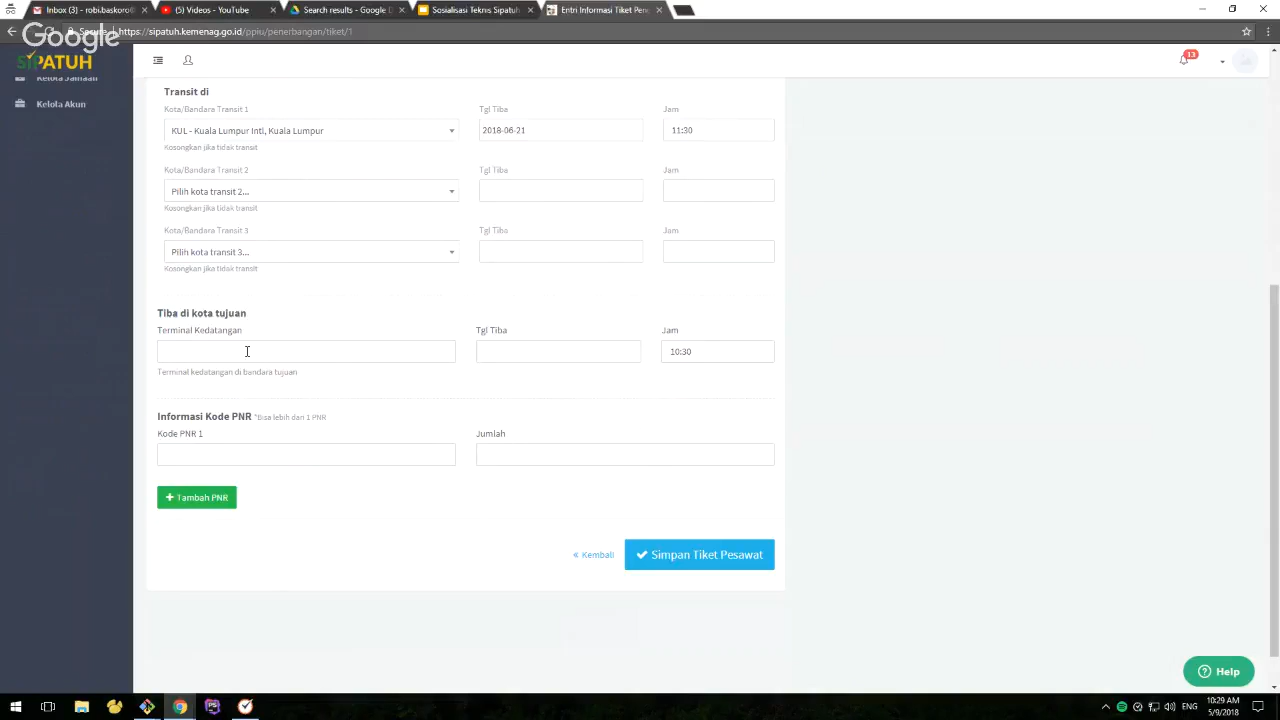 Inbox (13) - robibaskoro@
(5) Videos - YouTube
Search results - Google D
Sosialisasi Teknis Sipatuh
Entri Informasi Tiket Peng
Secure
https://sipatuh.kemenag.go.id/ppiu/penerbangan/tiket/1
Google
SIPATUH
13
Kelola Jamaah
Kelola Akun
Transit di
Kota/Bandara Transit 1
Tgl Tiba
Jam
KUL - Kuala Lumpur Intl, Kuala Lumpur
2018-06-21
11:30
Kosongkan jika tidak transit
Kota/Bandara Transit 2
Tgl Tiba
Jam
Pilih kota transit 2...
Kosongkan jika tidak transit
Kota/Bandara Transit 3
Tgl Tiba
Jam
Pilih kota transit 3...
Kosongkan jika tidak transit
Tiba di kota tujuan
Terminal Kedatangan
Tgl Tiba
Jam
10:30
Terminal kedatangan di bandara tujuan
Informasi Kode PNR *Bisa lebih dari 1 PNR
Kode PNR 1
Jumlah
+ Tambah PNR
« Kembali
Simpan Tiket Pesawat
Help
PS
ENG
10:29 AM
5/9/2018